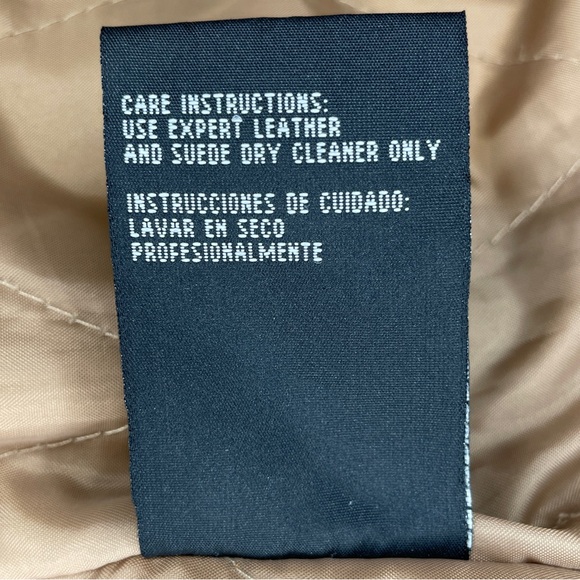 CARE INSTRUCTIONS:
USE EXPERT LEATHER
AND SUEDE DRY CLEANER ONLY
INSTRUCCIONES DE CUIDADO:
LAVAR EN SECO
PROFESIONALMENTE